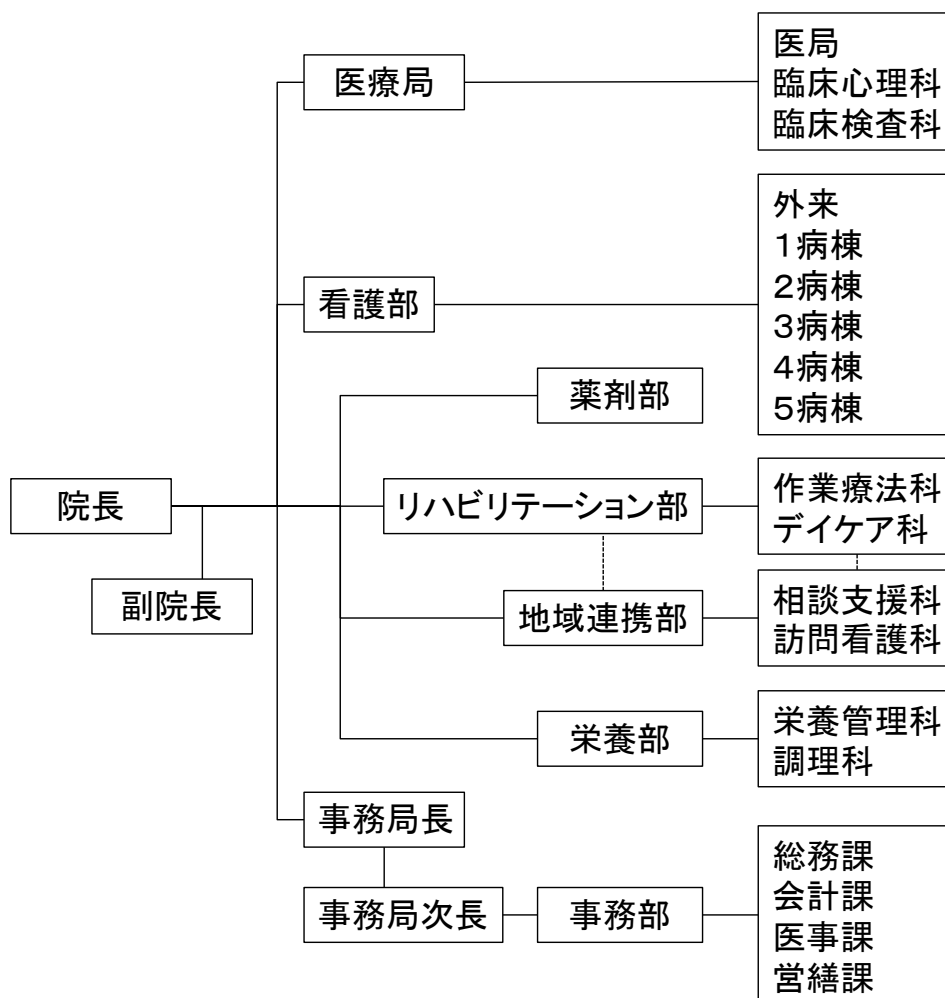 医療局
医局
臨床心理科
臨床検査科
看護部
外来
１病棟
２病棟
３病棟
４病棟
５病棟
薬剤部
院長
副院長
リハビリテーション部
作業療法科
デイケア科
地域連携部
相談支援科
訪問看護科
栄養部
栄養管理科
調理科
事務局長
事務局次長
事務部
総務課
会計課
医事課
営繕課